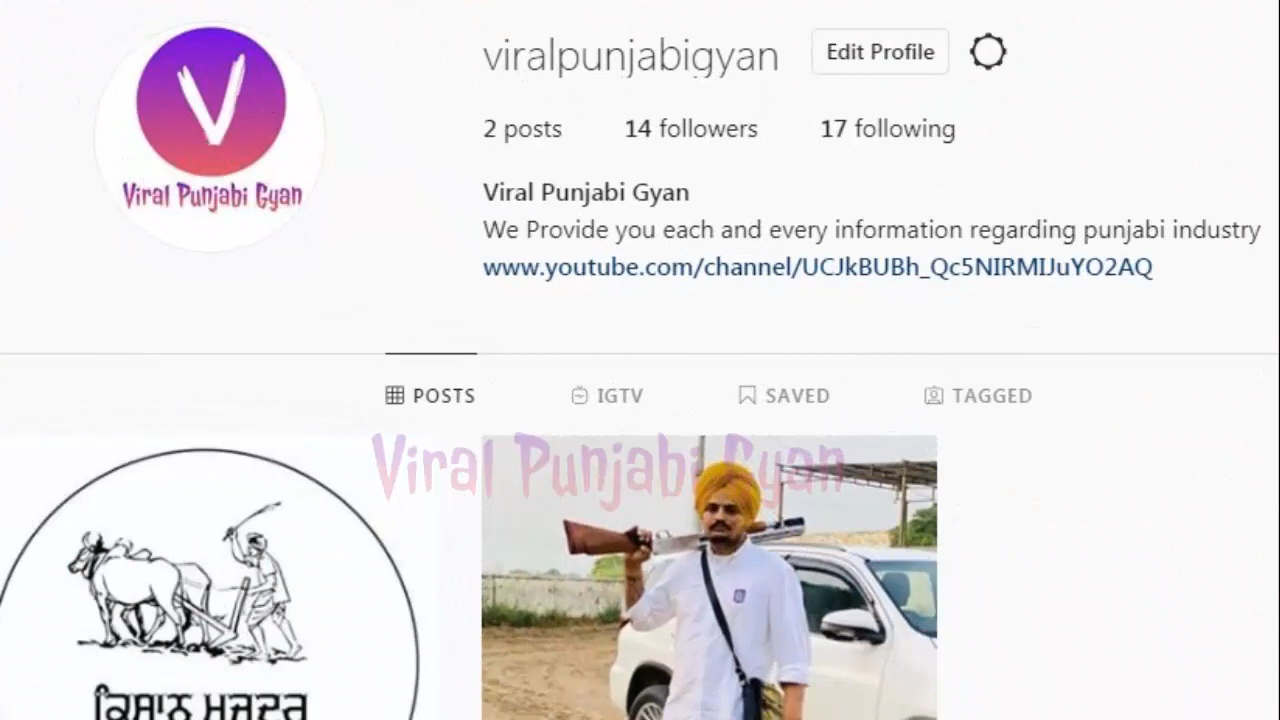 viralpunjabigyan Edit Profile
2 posts 14 followers 17 following
V
Viral Punjabi Gyan
Viral Punjabi Gyan
We Provide you each and every information regarding punjabi industry
www.youtube.com/channel/UCJkBUBh_Qc5NIRMIJuYO2AQ
POSTS IGTV SAVED TAGGED
Viral Punjabi Gyan
ਕਿਸਾਨ ਮਜਦੂਰ